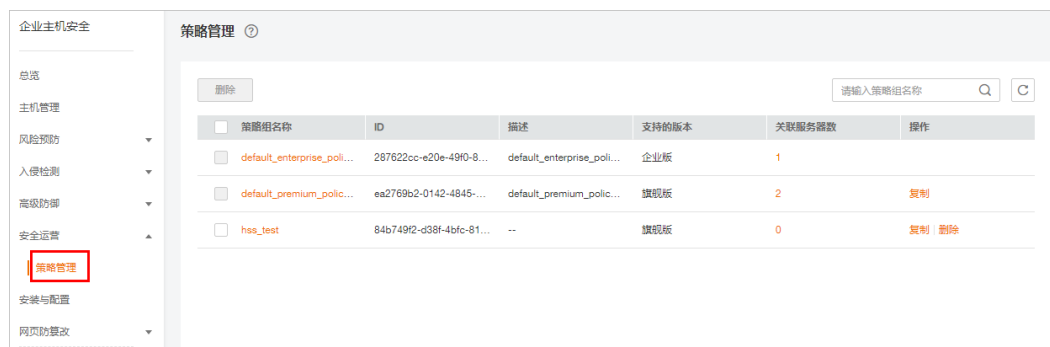 企业主机安全
策略管理
总览
主机管理
风险预防
入侵检测
高级防御
安全运营
策略管理
安装与配置
网页防篡改
删除
请输入策略组名称
策略组名称 ID 描述 支持的版本 关联服务器数 操作
default_enterprise_poli... 287622cc-e20e-49f0-8... default_enterprise_poli... 企业版 1
default_premium_polic... ea2769b2-0142-4845-... default_premium_polic... 旗舰版 2 复制
hss_test 84b749f2-d38f-4bfc-81... -- 旗舰版 0 复制 删除